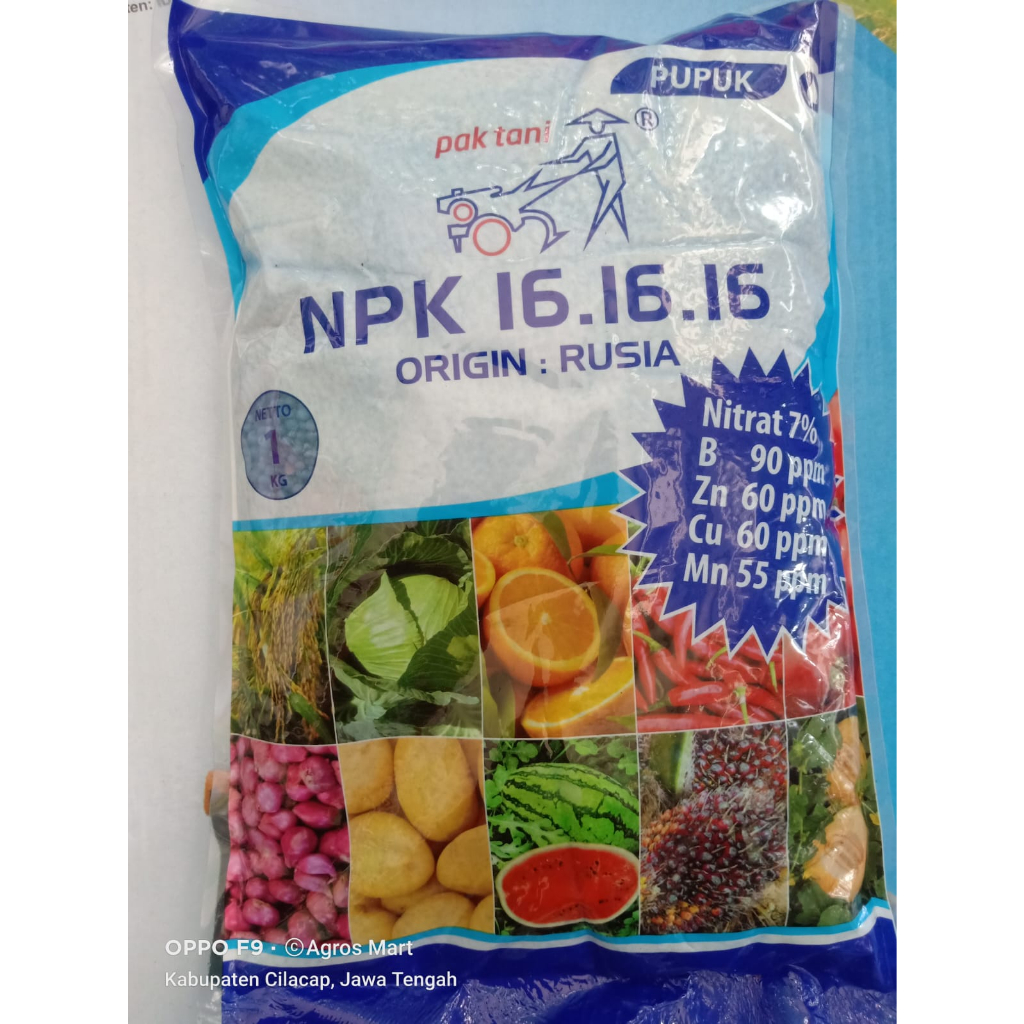 PUPUK
pak tani
®
NPK 16.16.16
ORIGIN : RUSIA
NETTO
1
KG
Nitrat 7%
B 90 ppm
Zn 60 ppm
Cu 60 ppm
Mn 55 ppm
OPPO F9 · ©Agros Mart
Kabupaten Cilacap, Jawa Tengah